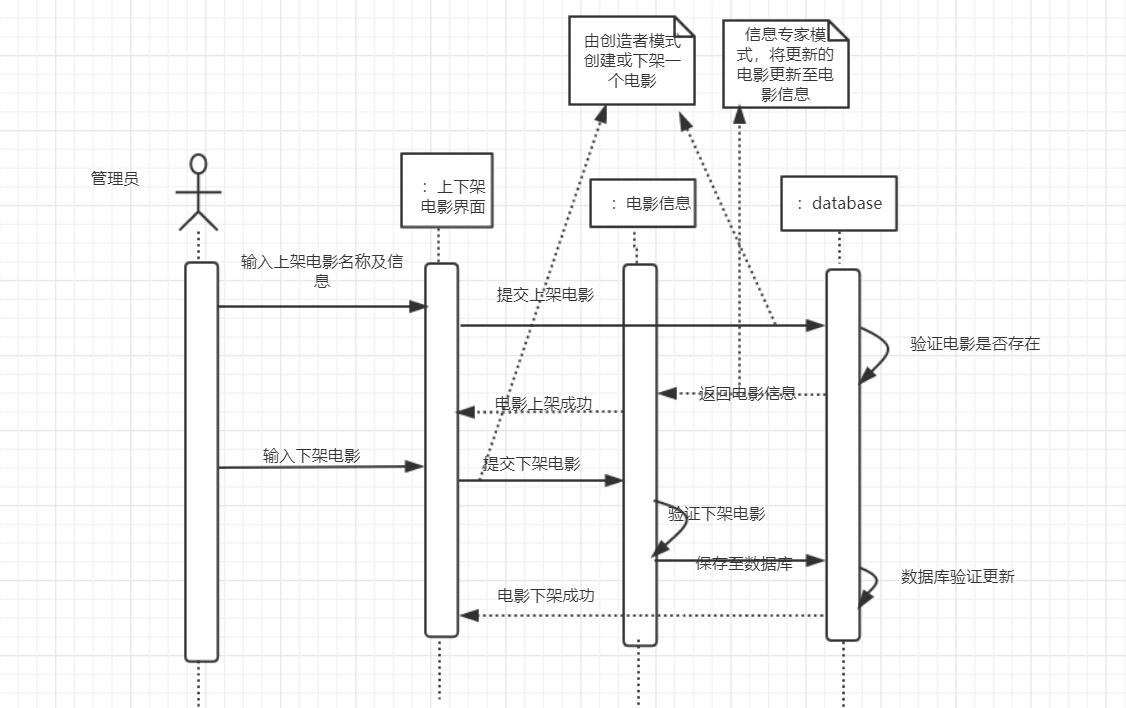 由创造者模式
创建或下架一
个电影
信息专家模
式，将更新的
电影更新至电
影信息
管理员
：上下架
电影界面
：电影信息
：database
输入上架电影名称及信
息
提交上架电影
验证电影是否存在
返回电影信息
电影上架成功
输入下架电影
提交下架电影
验证下架电影
保存至数据库
数据库验证更新
电影下架成功